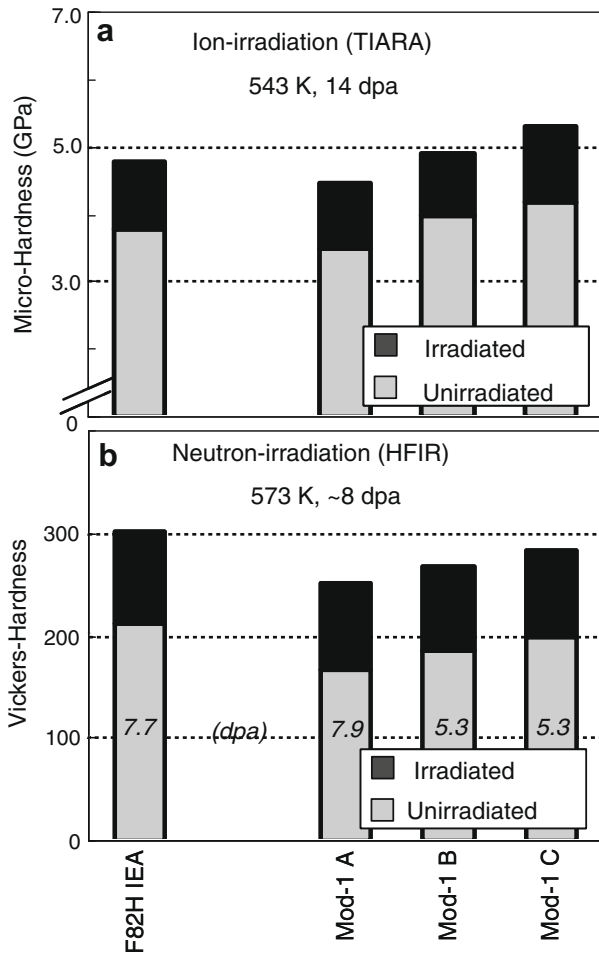 a
Ion-irradiation (TIARA)
543 K, 14 dpa
Micro-Hardness (GPa)
7.0
5.0
3.0
0
Irradiated
Unirradiated
b
Neutron-irradiation (HFIR)
573 K, ~8 dpa
Vickers-Hardness
300
200
100
0
7.7
(dpa)
7.9
5.3
5.3
Irradiated
Unirradiated
F82H IEA
Mod-1 A
Mod-1 B
Mod-1 C